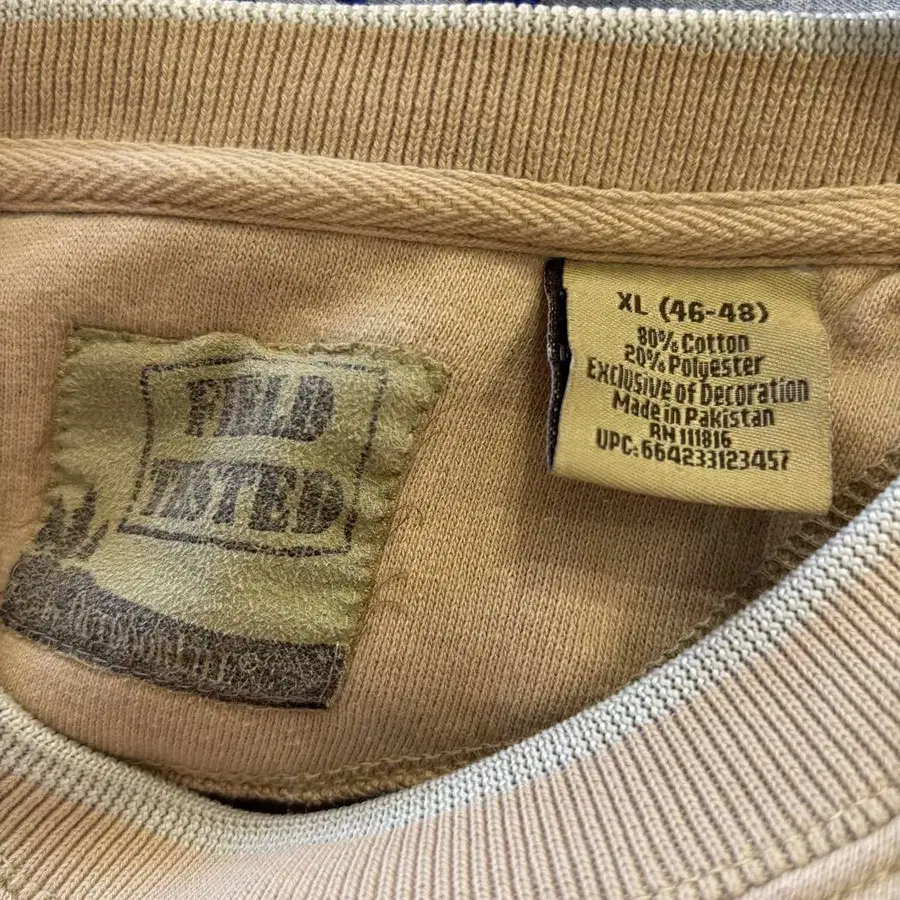 FIELD
TESTED
XL (46-48)
80% Cotton
20% Polyester
Exclusive of Decoration
Made in Pakistan
RN 111816
UPC: 664233123457